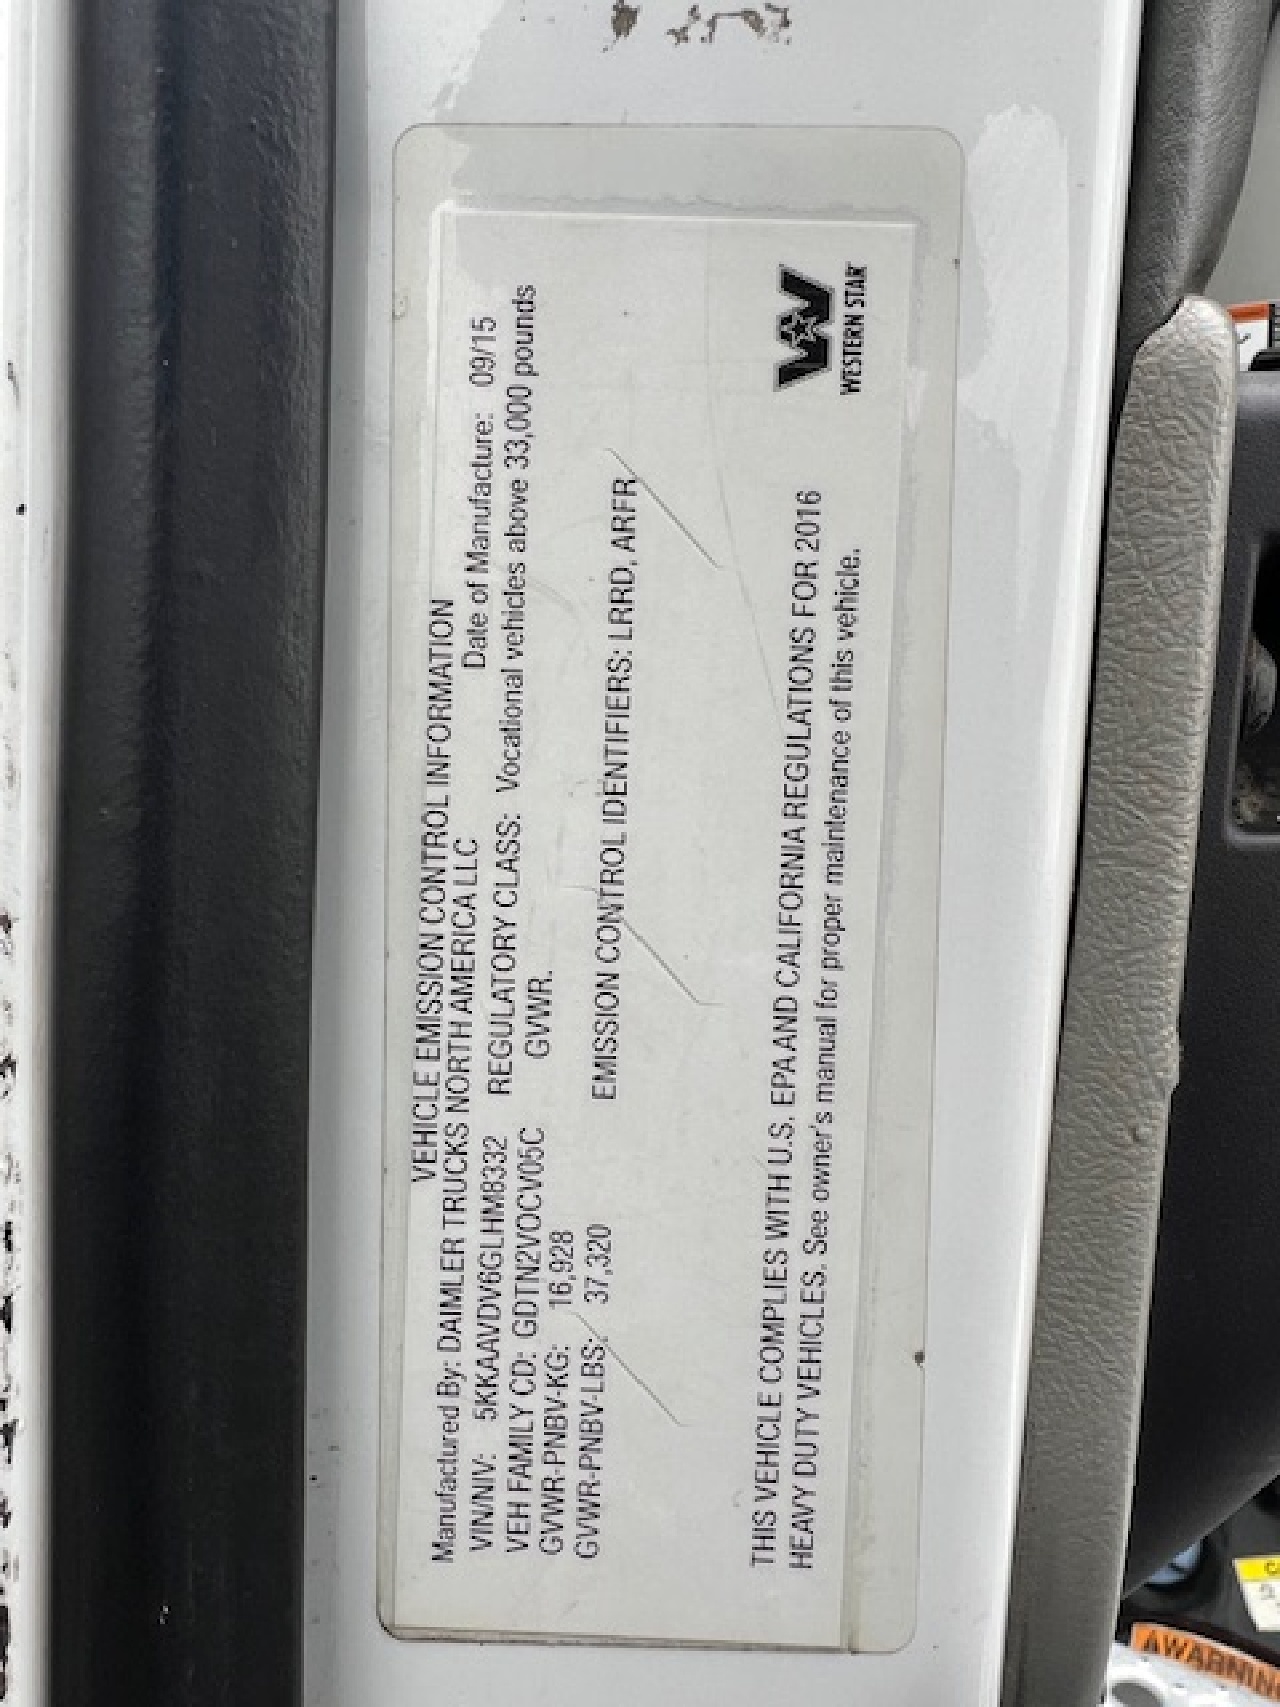 VEHICLE EMISSION CONTROL INFORMATION
Manufactured By: DAIMLER TRUCKS NORTH AMERICA LLC
Date of Manufacture: 09/15
VIN/NIV: 5KKAAVDV6GLHM8332
REGULATORY CLASS: Vocational vehicles above 33,000 pounds
GVWR.
VEH FAMILY CD: GDTN2VOCV05C
GVWR-PNBV-KG: 16,928
GVWR-PNBV-LBS: 37,320
EMISSION CONTROL IDENTIFIERS: LRRD, ARFR
THIS VEHICLE COMPLIES WITH U.S. EPA AND CALIFORNIA REGULATIONS FOR 2016
HEAVY DUTY VEHICLES. See owner's manual for proper maintenance of this vehicle.
WESTERN STAR
WARNING